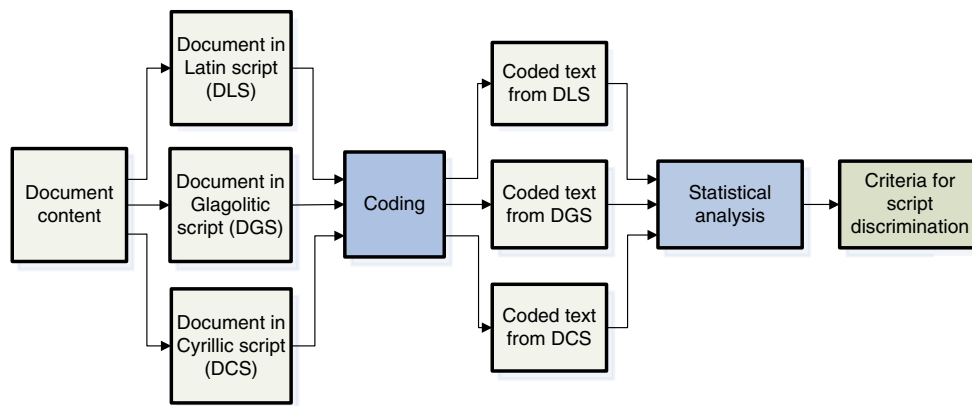 Document content
Document in
Latin script
(DLS)
Document in
Glagolitic
script (DGS)
Document in
Cyrillic script
(DCS)
Coding
Coded text
from DLS
Coded text
from DGS
Coded text
from DCS
Statistical
analysis
Criteria for
script
discrimination